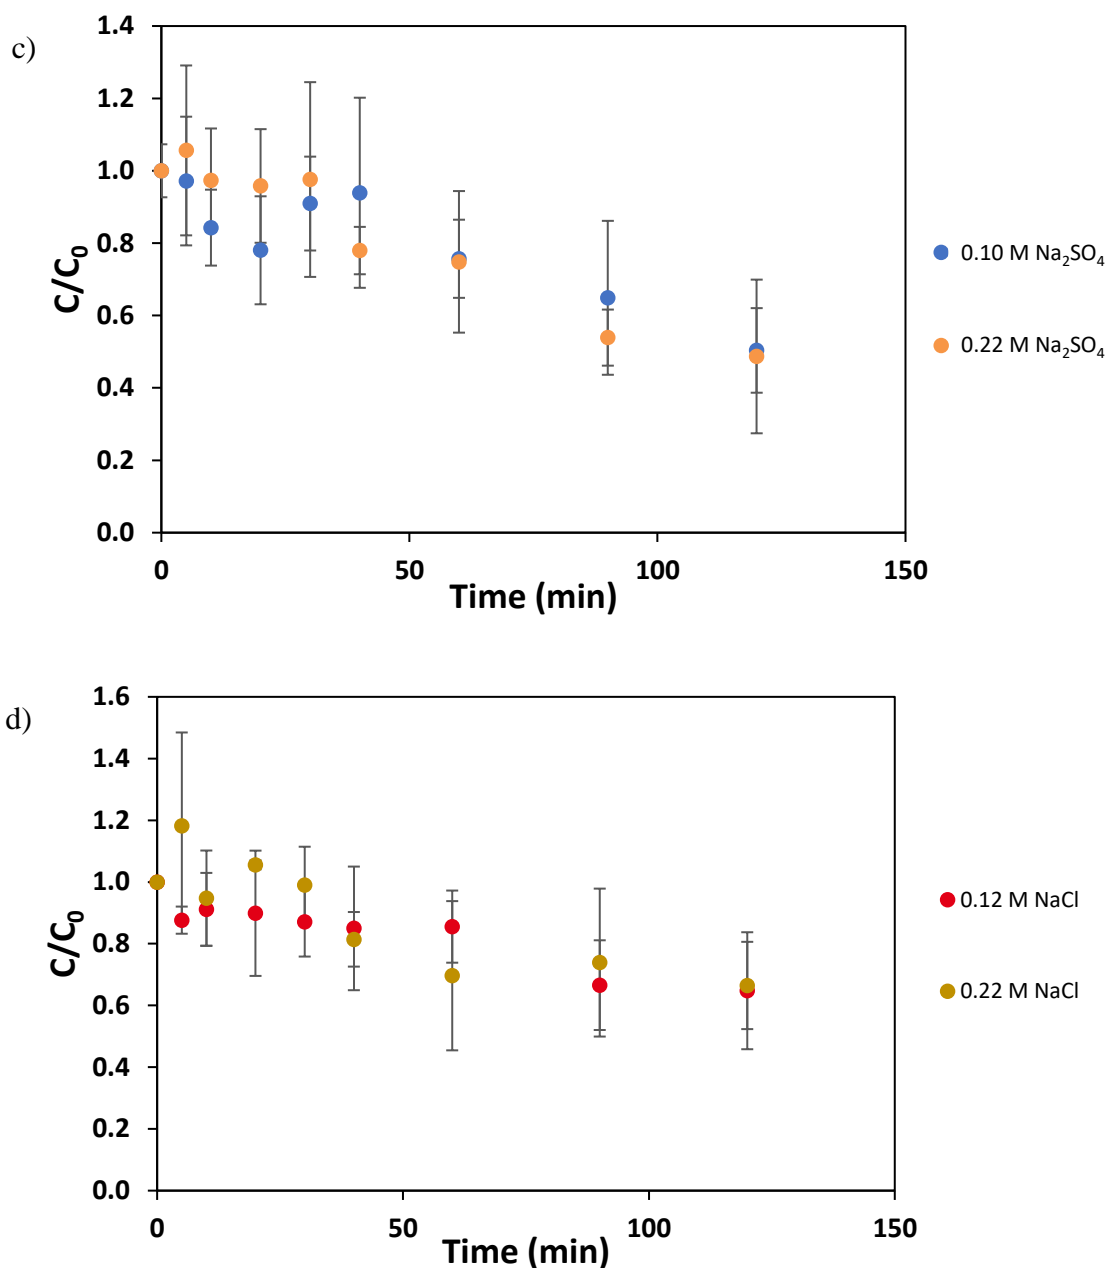 c)
1.4
1.2
1.0
0.8
0.6
0.4
0.2
0.0
C/C₀
0 50 100 150
Time (min)
0.10 M Na₂SO₄
0.22 M Na₂SO₄
d)
1.6
1.4
1.2
1.0
0.8
0.6
0.4
0.2
0.0
C/C₀
0 50 100 150
Time (min)
0.12 M NaCl
0.22 M NaCl